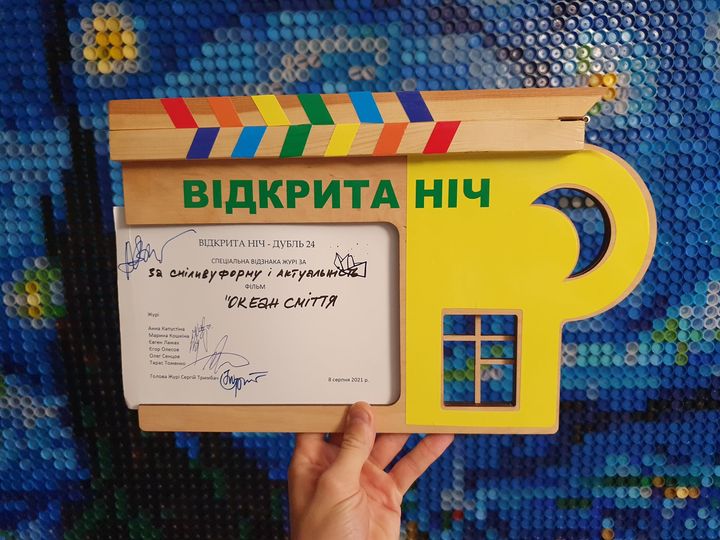 ВІДКРИТА НІЧ
ВІДКРИТА НІЧ - ДУБЛЬ 24
СПЕЦІАЛЬНА ВІДЗНАКА ЖУРІ ЗА
за сміливу форму і актуальність
ФІЛЬМ
"ОКЕАН СМІТТЯ
Журі
Анна Капустіна
Марина Кошкіна
Євген Ламах
Єгор Олесов
Олег Сенцов
Тарас Томенко
Голова Журі Сергій Тримбач
8 серпня 2021 р.